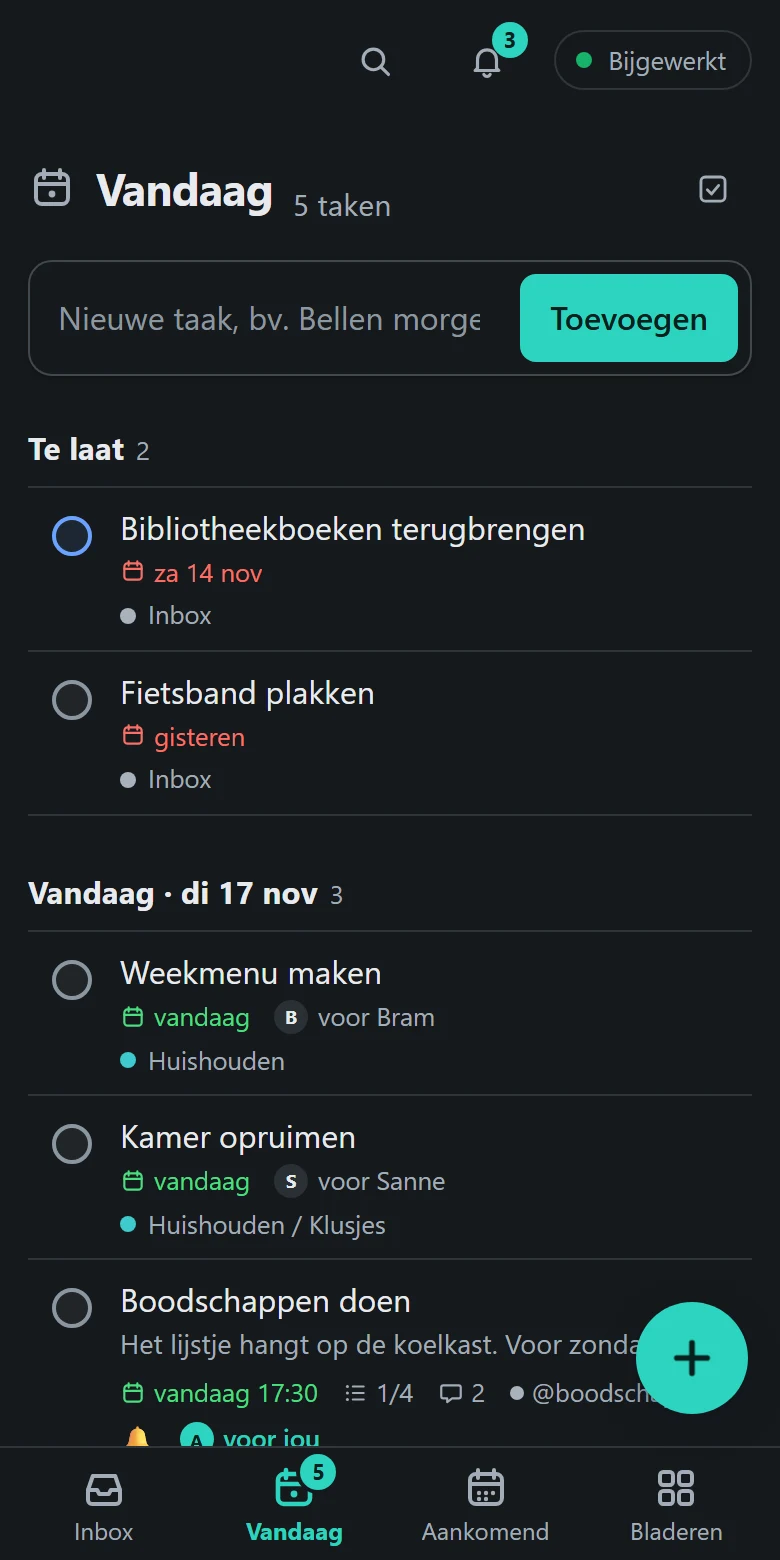 3
Bijgewerkt
Vandaag 5 taken
Nieuwe taak, bv. Bellen morge
Toevoegen
Te laat 2
Bibliotheekboeken terugbrengen
za 14 nov
Inbox
Fietsband plakken
gisteren
Inbox
Vandaag · di 17 nov 3
Weekmenu maken
vandaag B voor Bram
Huishouden
Kamer opruimen
vandaag S voor Sanne
Huishouden / Klusjes
Boodschappen doen
Het lijstje hangt op de koelkast. Voor zonda
vandaag 17:30 1/4 2 @boodsch
A voor jou
5
Inbox Vandaag Aankomend Bladeren